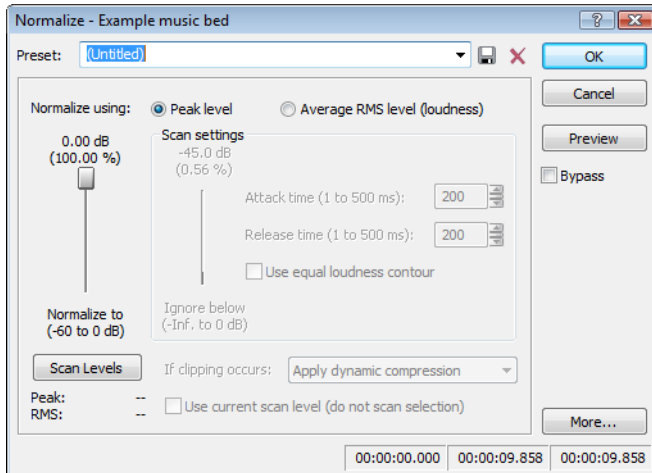 Normalize - Example music bed
Preset: (Untitled)
OK
Cancel
Preview
Bypass
Normalize using: Peak level Average RMS level (loudness)
0.00 dB
(100.00 %)
Normalize to
(-60 to 0 dB)
Scan settings
-45.0 dB
(0.56 %)
Attack time (1 to 500 ms): 200
Release time (1 to 500 ms): 200
Use equal loudness contour
Ignore below
(-Inf. to 0 dB)
Scan Levels
If clipping occurs: Apply dynamic compression
Peak: --
RMS: --
Use current scan level (do not scan selection)
More...
00:00:00.000 00:00:09.858 00:00:09.858